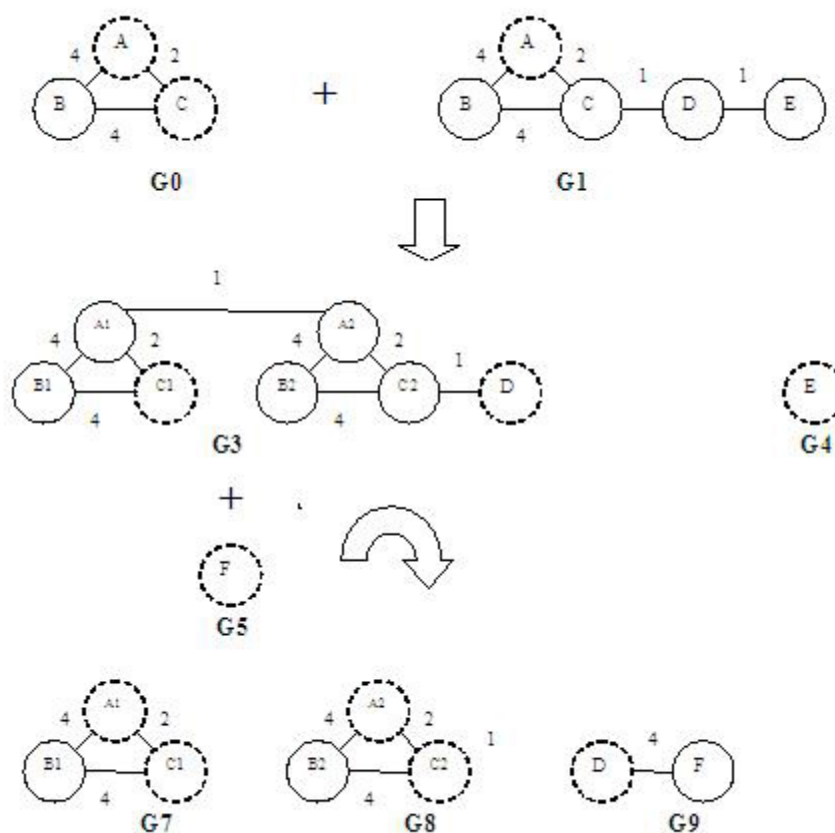 A
4 2
B C
4
G0
+
A
4 2
B C D E
4 1 1
G1
1
A1 A2
4 2 4 2
B1 C1 B2 C2 D E
4 4 1
G3 G4
+
F
G5
A1 A2
4 2 4 2 1 4
B1 C1 B2 C2 D F
4 4
G7 G8 G9